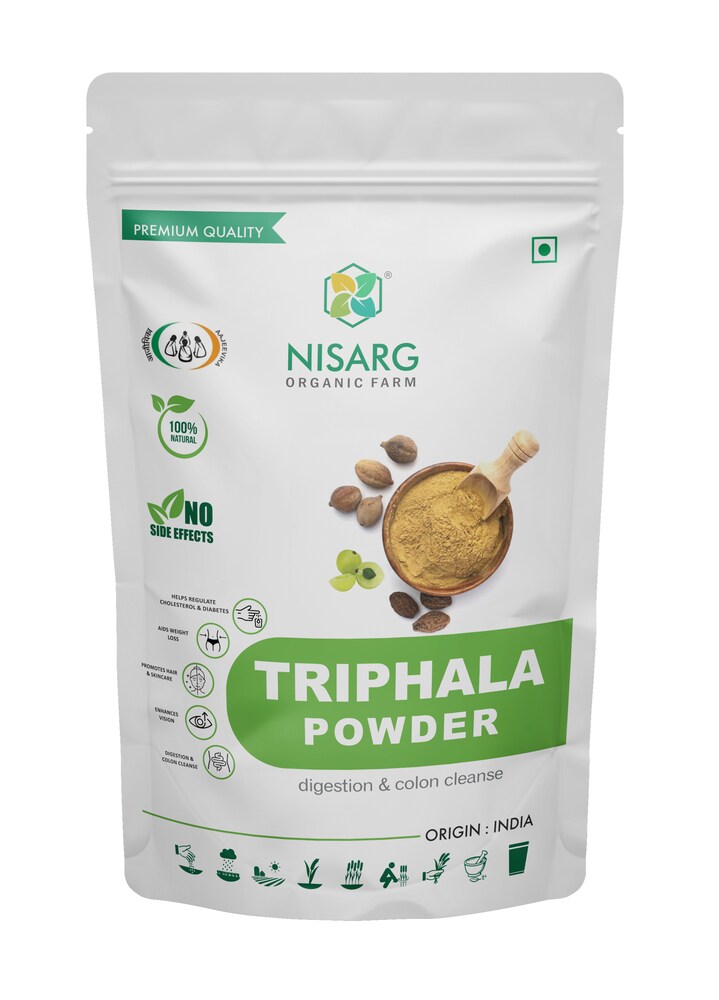 PREMIUM QUALITY
®
NISARG
ORGANIC FARM
AAJEEVIKA
100%
NATURAL
NO
SIDE EFFECTS
HELPS REGULATE
CHOLESTEROL & DIABETES
AIDS WEIGHT
LOSS
PROMOTES HAIR
& SKINCARE
ENHANCES
VISION
DIGESTION &
COLON CLEANSE
TRIPHALA
POWDER
digestion & colon cleanse
ORIGIN : INDIA